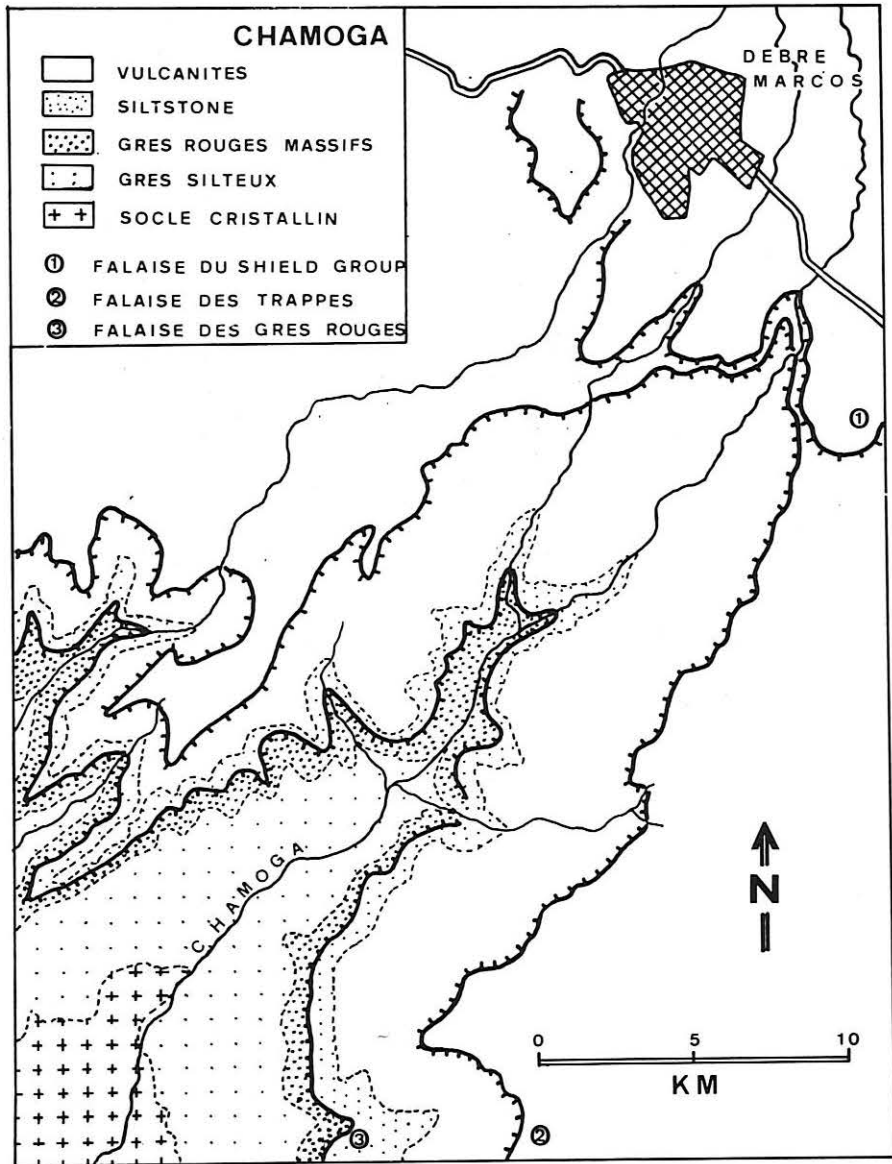 CHAMOGA
VULCANITES
SILTSTONE
GRES ROUGES MASSIFS
GRES SILTEUX
SOCLE CRISTALLIN
① FALAISE DU SHIELD GROUP
② FALAISE DES TRAPPES
③ FALAISE DES GRES ROUGES
DEBRE
MARCOS
①
CHAMOGA
N
0 5 10
KM
③ ②